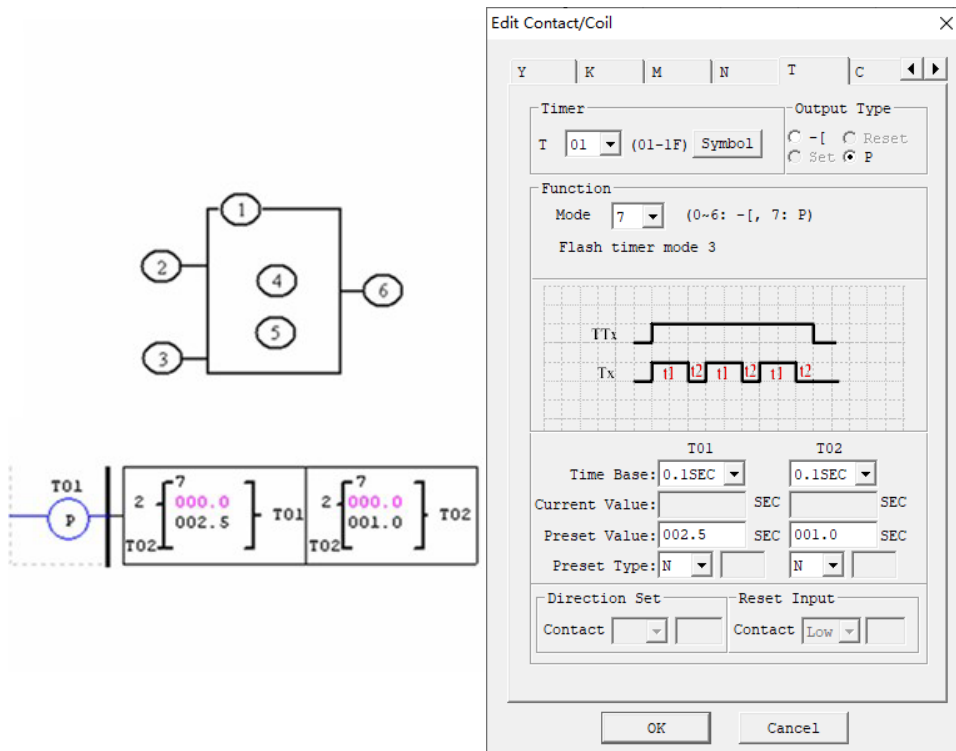 1
2
6
4
3
5
T01
P
7
2
000.0
002.5
T01
T02
7
2
000.0
001.0
T02
T02
Edit Contact/Coil
Y K M N T C
Timer
T 01 (01-1F) Symbol
Output Type
-[ Reset
Set P
Function
Mode 7 (0~6: -[, 7: P)
Flash timer mode 3
TTx
Tx t1 t2 t1 t2 t1 t2
T01 T02
Time Base: 0.1SEC 0.1SEC
Current Value: SEC SEC
Preset Value: 002.5 SEC 001.0 SEC
Preset Type: N N
Direction Set
Contact
Reset Input
Contact Low
OK Cancel